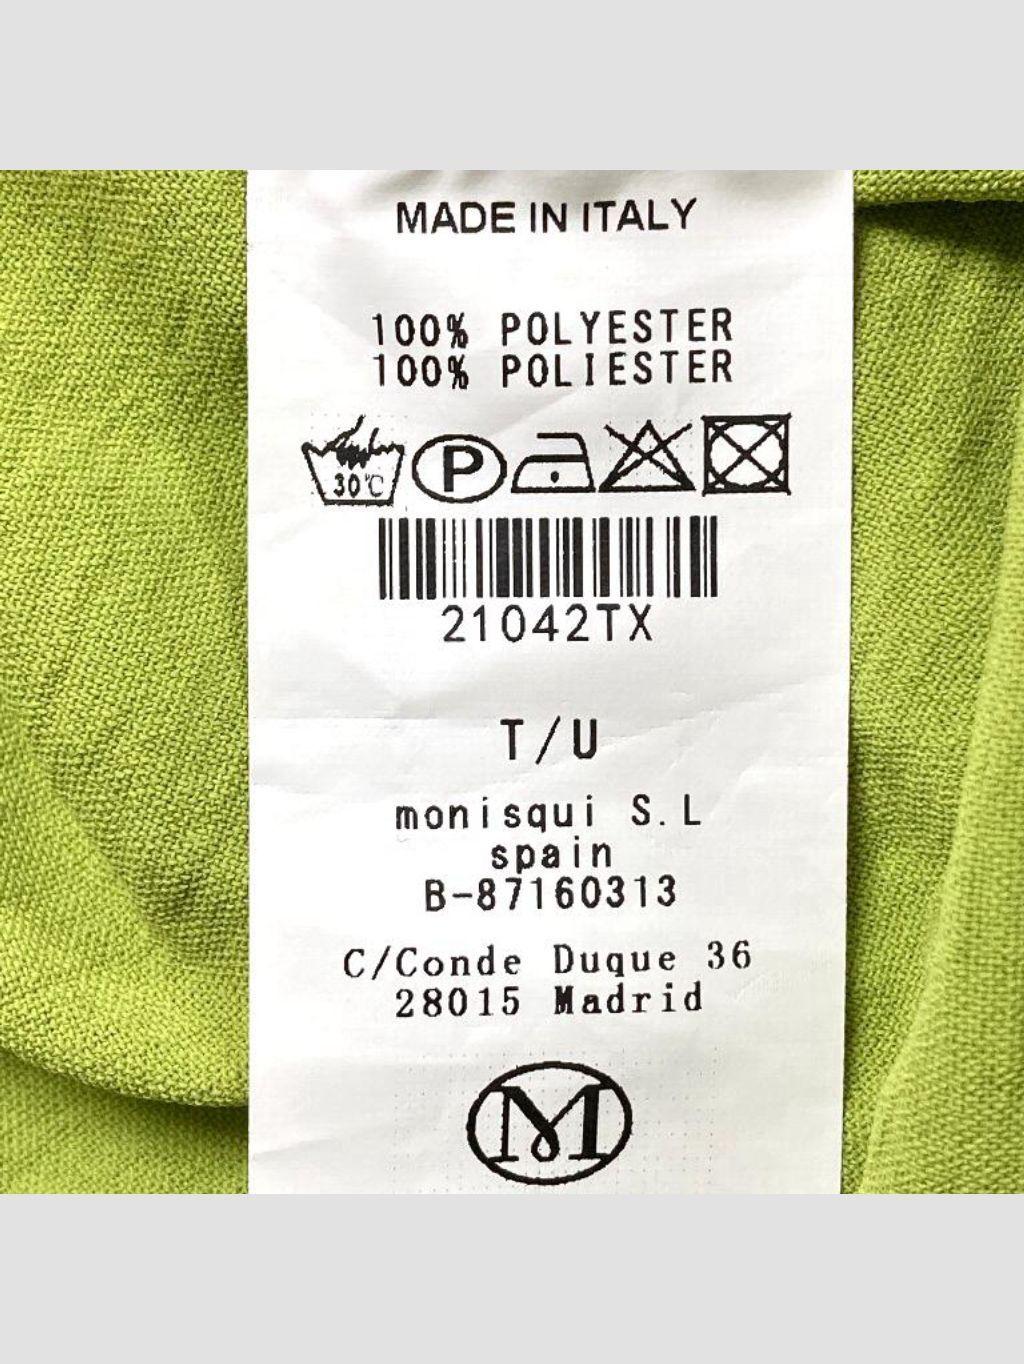 MADE IN ITALY
100% POLYESTER
100% POLIESTER
30°C P
21042TX
T/U
monisqui S.L
spain
B-87160313
C/Conde Duque 36
28015 Madrid
M